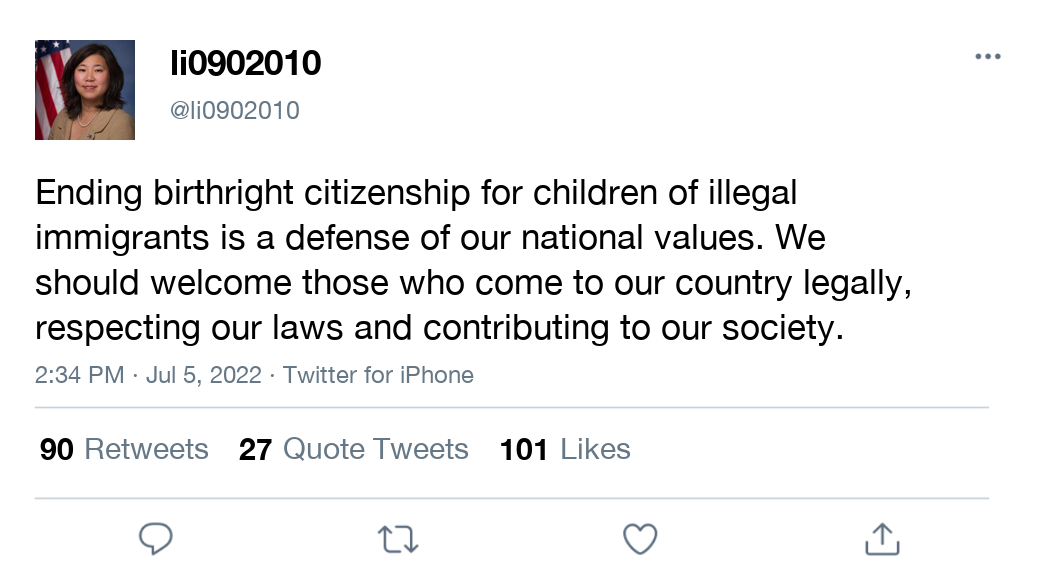 li0902010
@li0902010
Ending birthright citizenship for children of illegal
immigrants is a defense of our national values. We
should welcome those who come to our country legally,
respecting our laws and contributing to our society.
2:34 PM · Jul 5, 2022 · Twitter for iPhone
90 Retweets 27 Quote Tweets 101 Likes